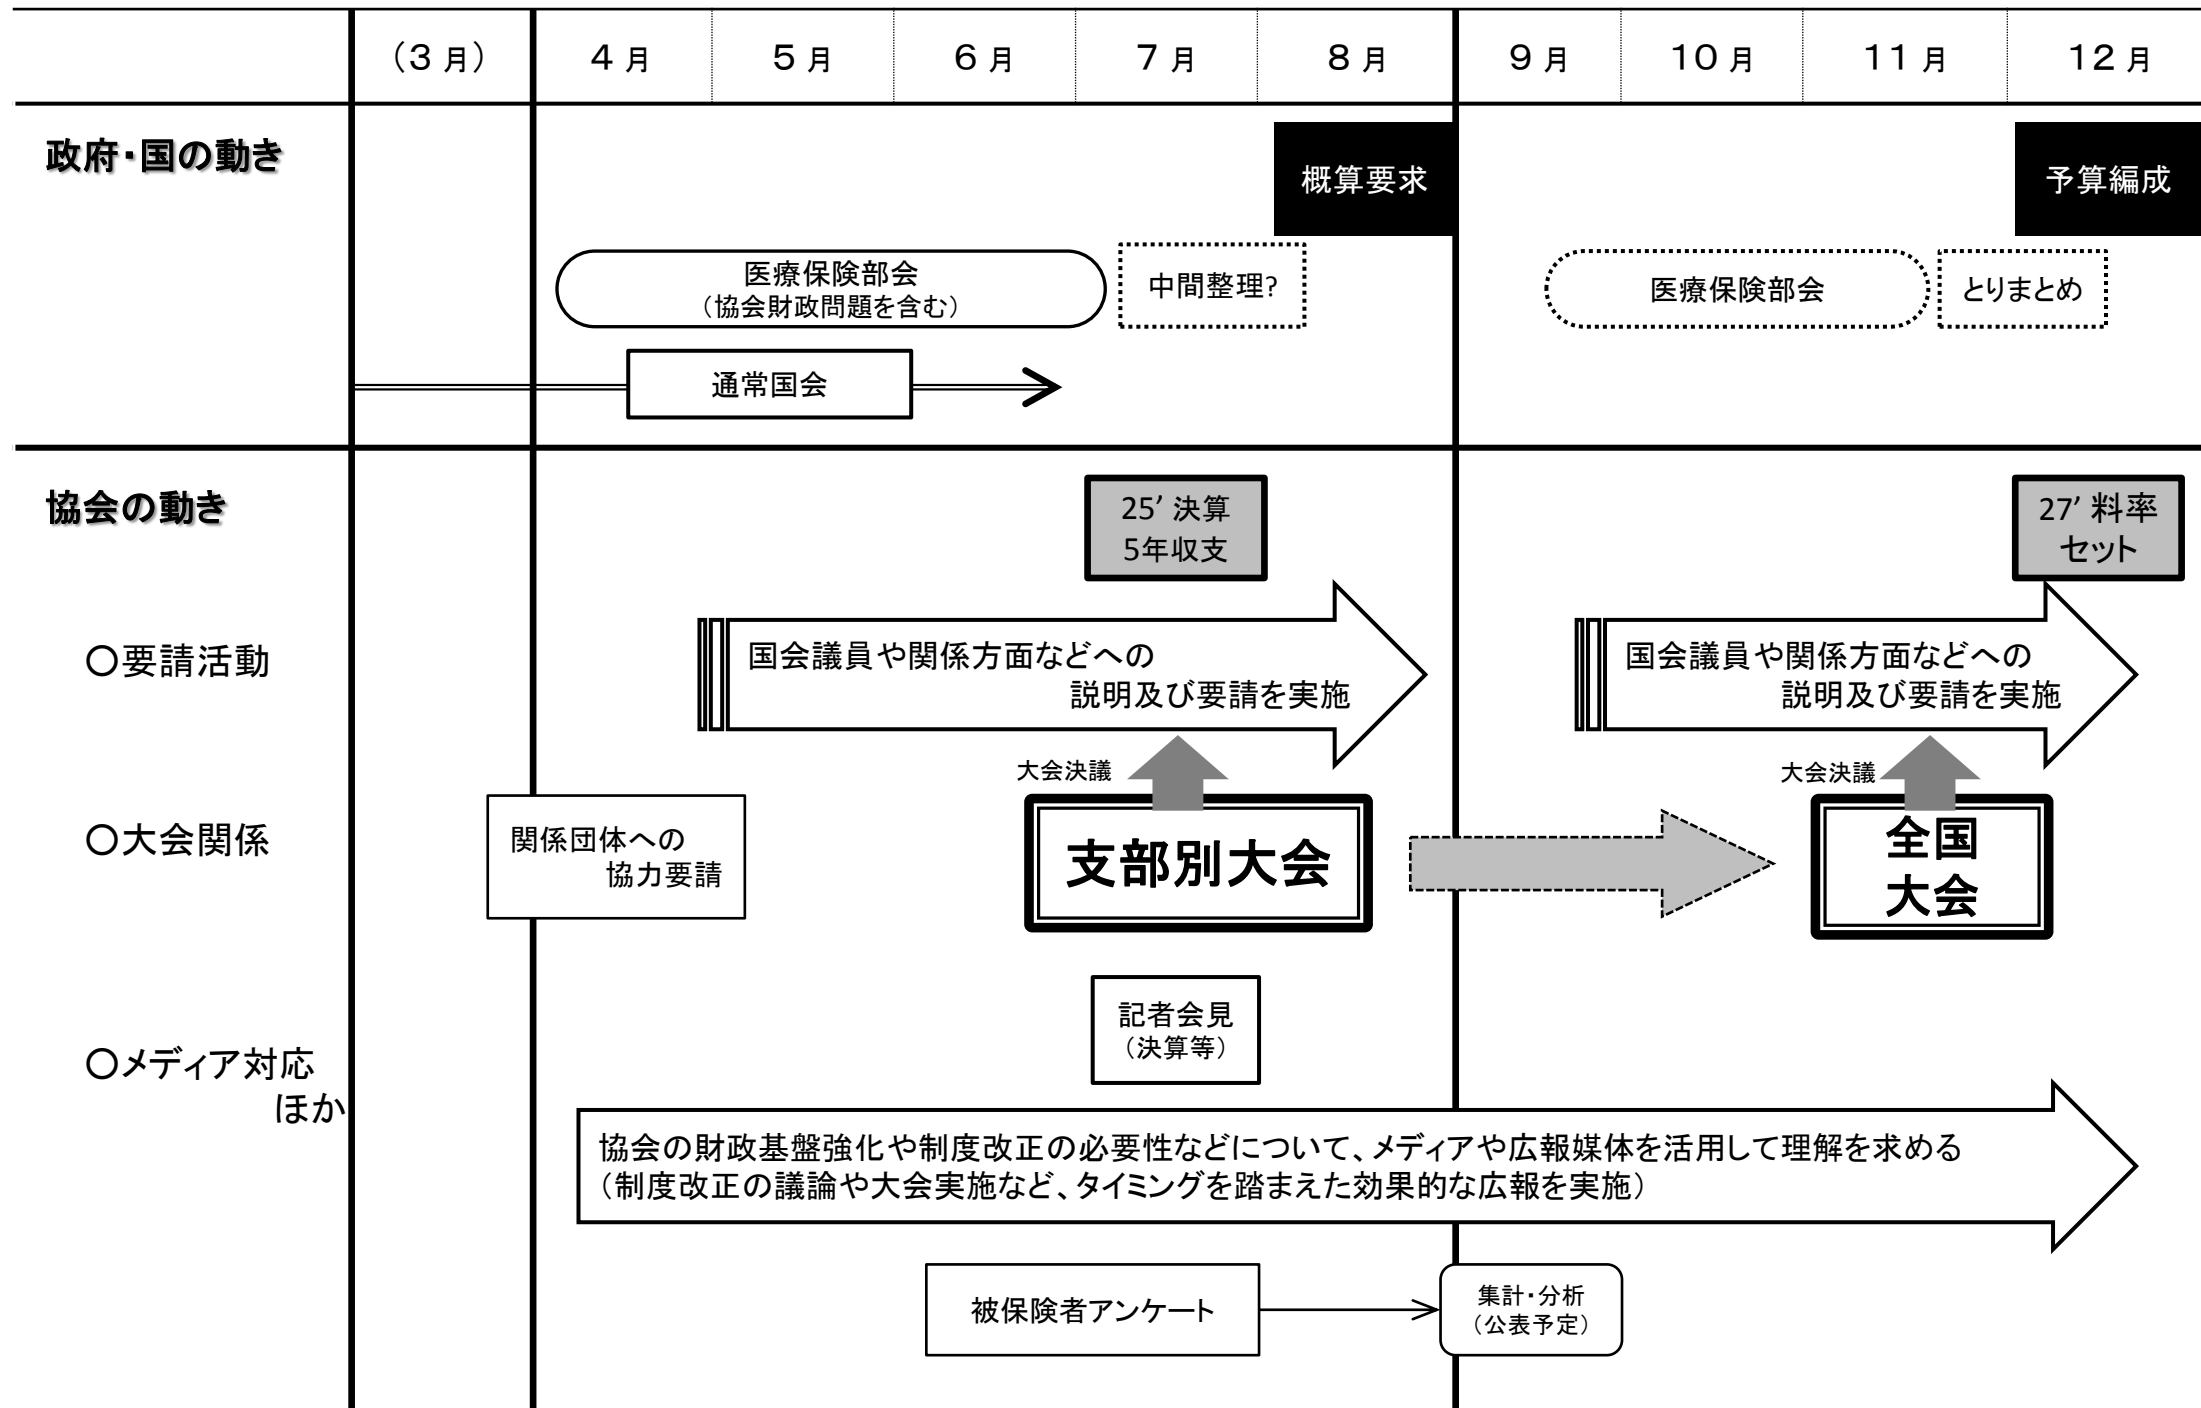 （3 月） 4 月 5 月 6 月 7 月 8 月 9 月 10 月 11 月 12 月
政府・国の動き
概算要求
予算編成
医療保険部会
（協会財政問題を含む）
中間整理?
医療保険部会
とりまとめ
通常国会
協会の動き
25’ 決算
5年収支
27’ 料率
セット
○要請活動
国会議員や関係方面などへの
説明及び要請を実施
国会議員や関係方面などへの
説明及び要請を実施
大会決議
大会決議
○大会関係
関係団体への
協力要請
支部別大会
全国
大会
記者会見
（決算等）
○メディア対応
ほか
協会の財政基盤強化や制度改正の必要性などについて、メディアや広報媒体を活用して理解を求める
（制度改正の議論や大会実施など、タイミングを踏まえた効果的な広報を実施）
被保険者アンケート
集計・分析
（公表予定）